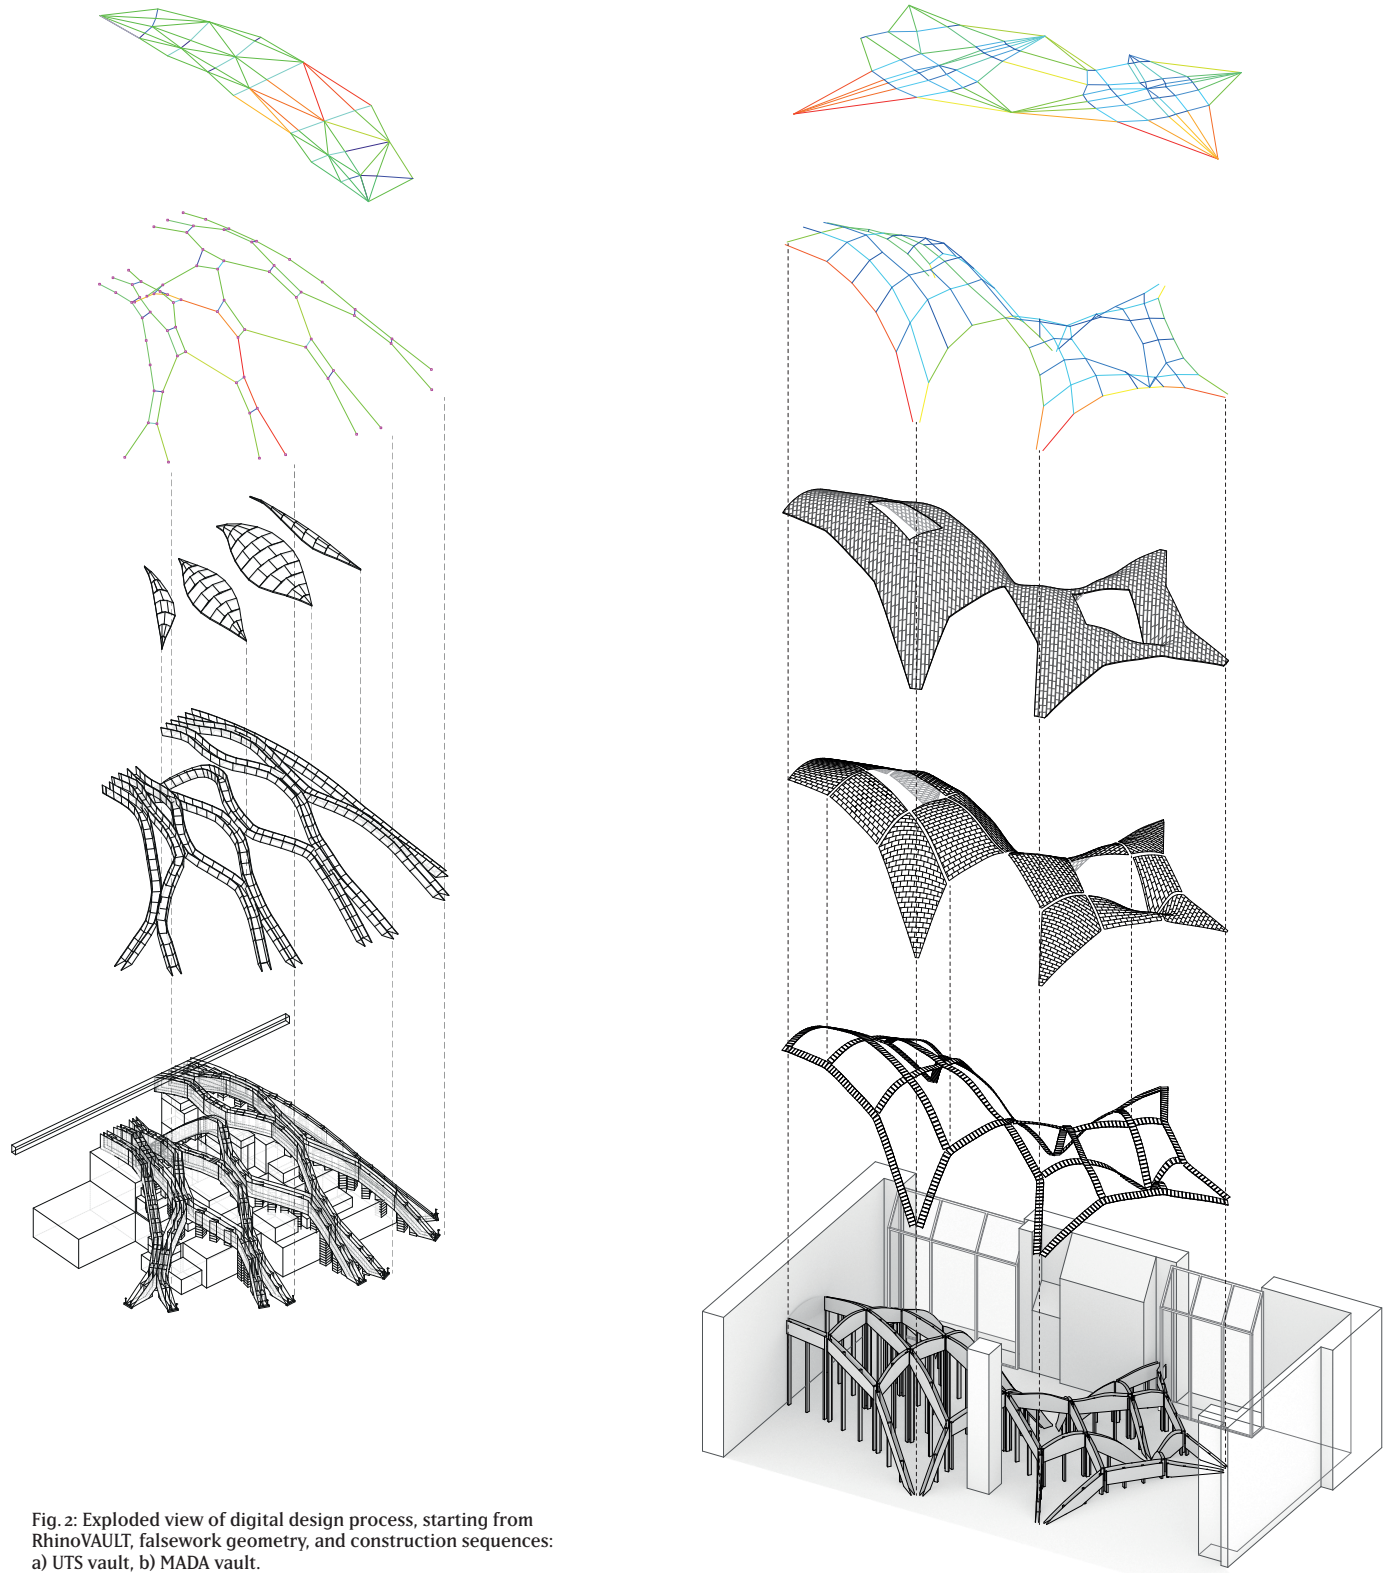 Fig. 2: Exploded view of digital design process, starting from
RhinoVAULT, falsework geometry, and construction sequences:
a) UTS vault, b) MADA vault.